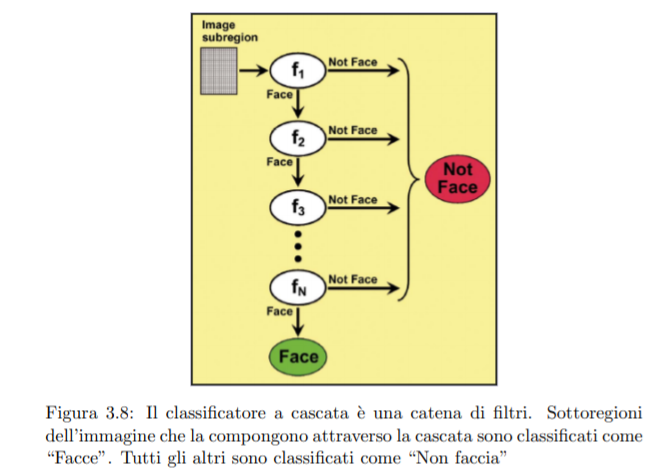 Image
subregion
f1
Not Face
Face
f2
Not Face
Face
f3
Not Face
Not
Face
fN
Not Face
Face
Face
Figura 3.8: Il classificatore a cascata è una catena di filtri. Sottoregioni
dell'immagine che la compongono attraverso la cascata sono classificati come
"Facce". Tutti gli altri sono classificati come "Non faccia"